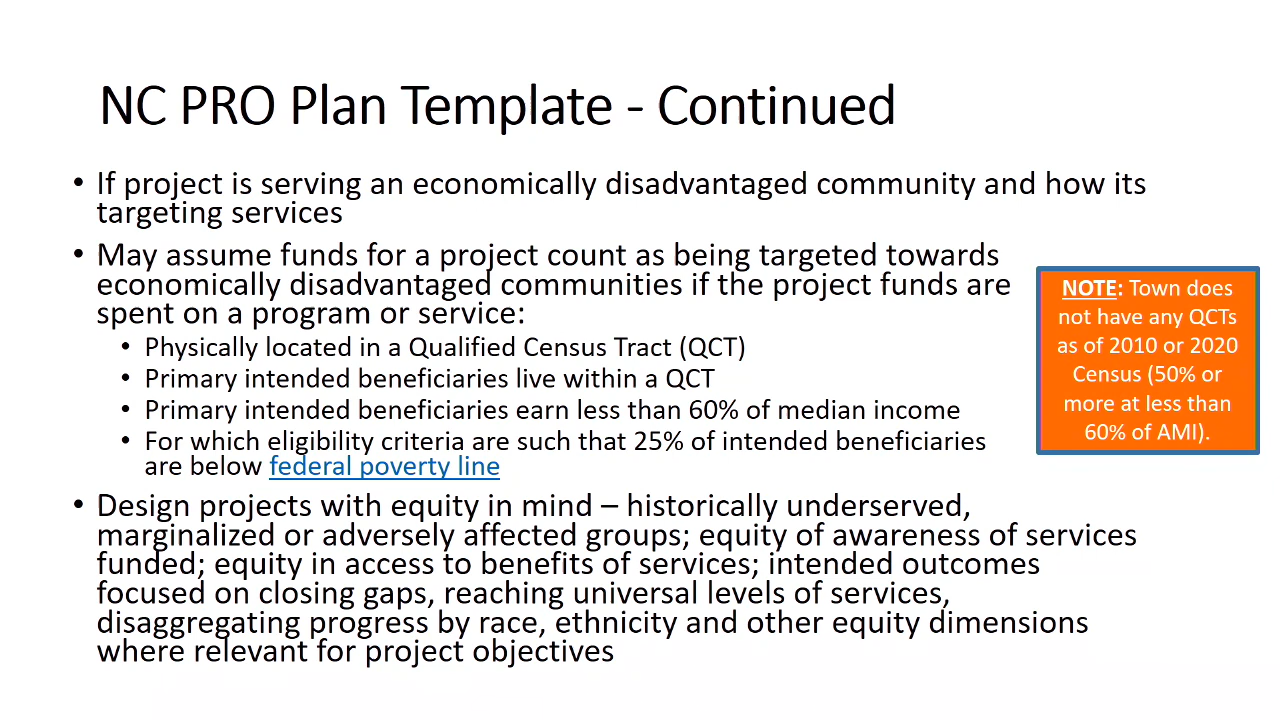 NC PRO Plan Template - Continued
• If project is serving an economically disadvantaged community and how its
targeting services
• May assume funds for a project count as being targeted towards
economically disadvantaged communities if the project funds are
spent on a program or service:
• Physically located in a Qualified Census Tract (QCT)
• Primary intended beneficiaries live within a QCT
• Primary intended beneficiaries earn less than 60% of median income
• For which eligibility criteria are such that 25% of intended beneficiaries
are below federal poverty line
• Design projects with equity in mind – historically underserved,
marginalized or adversely affected groups; equity of awareness of services
funded; equity in access to benefits of services; intended outcomes
focused on closing gaps, reaching universal levels of services,
disaggregating progress by race, ethnicity and other equity dimensions
where relevant for project objectives
NOTE: Town does
not have any QCTs
as of 2010 or 2020
Census (50% or
more at less than
60% of AMI).